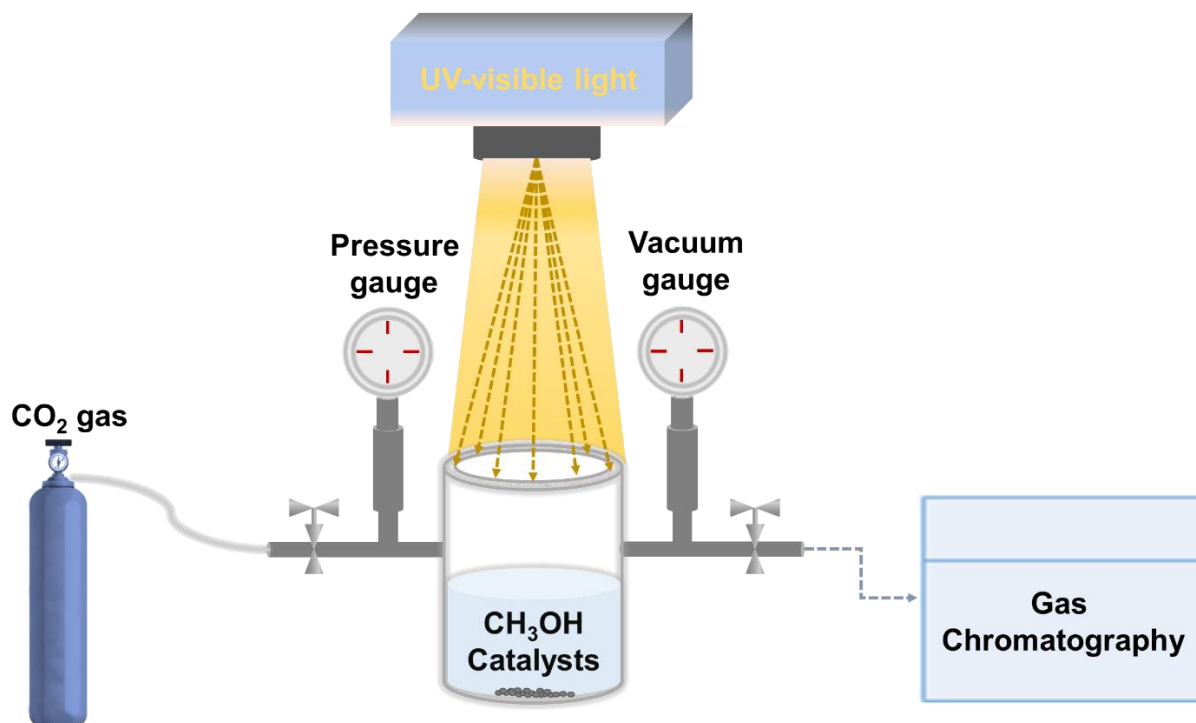 UV-visible light
Pressure
gauge
Vacuum
gauge
CO₂ gas
CH₃OH
Catalysts
Gas
Chromatography